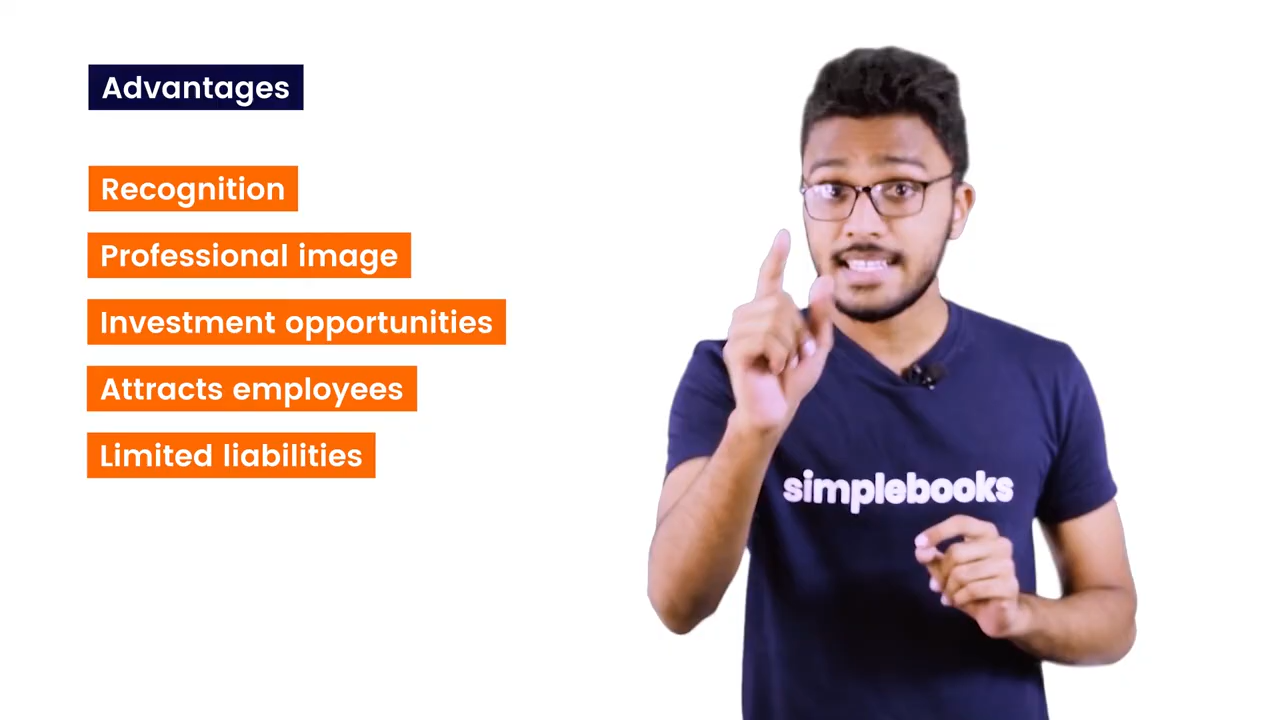 Advantages
Recognition
Professional image
Investment opportunities
Attracts employees
Limited liabilities
simplebooks